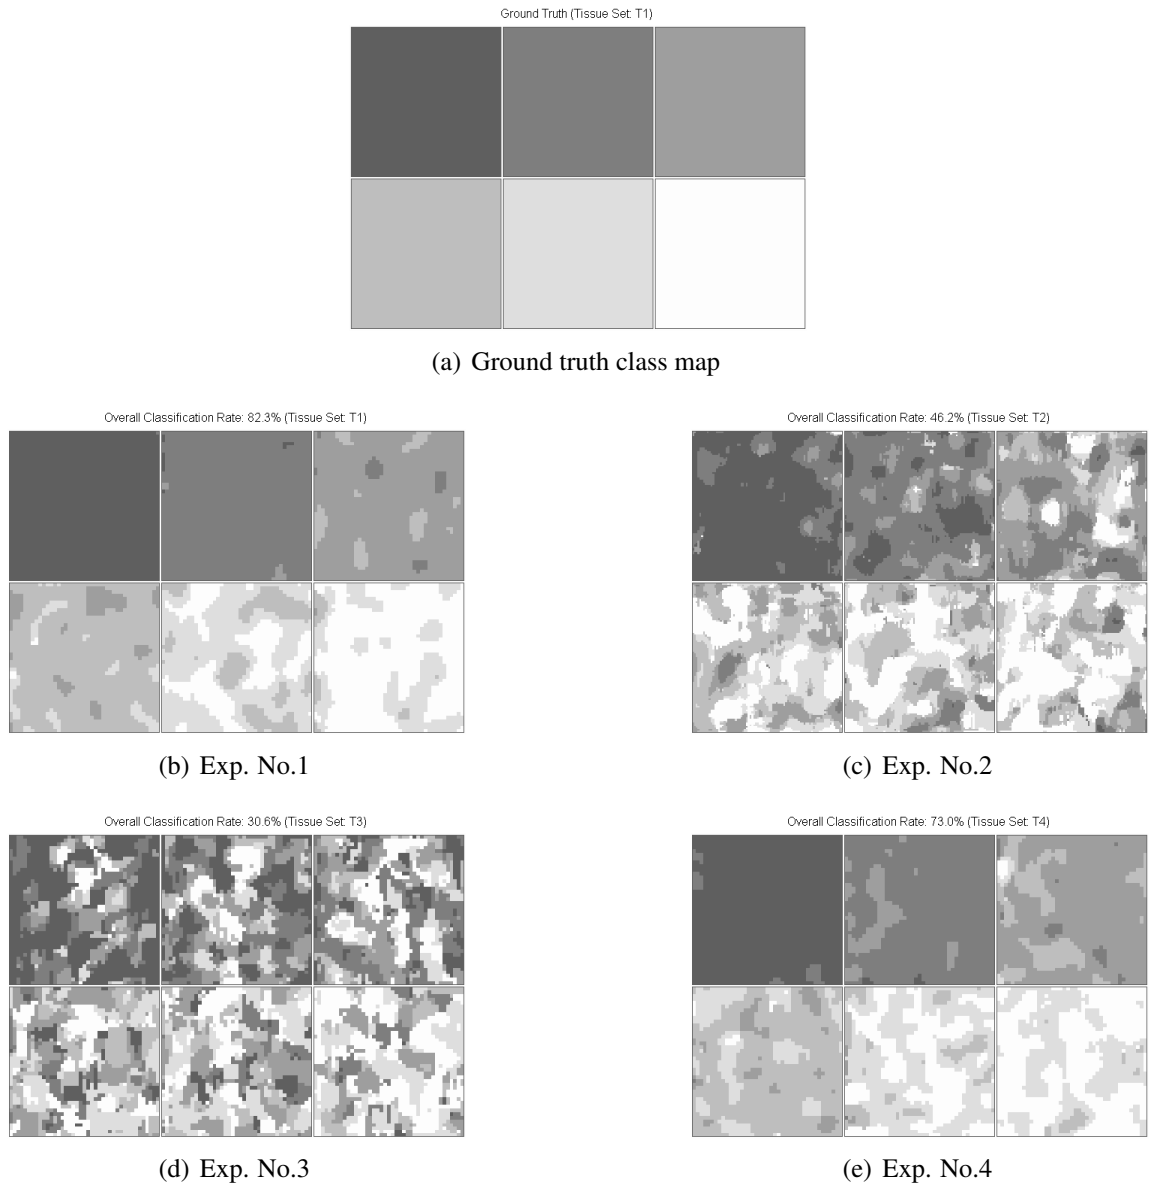 Ground Truth (Tissue Set: T1)
(a) Ground truth class map
Overall Classification Rate: 82.3% (Tissue Set: T1)
Overall Classification Rate: 46.2% (Tissue Set: T2)
(b) Exp. No.1
(c) Exp. No.2
Overall Classification Rate: 30.6% (Tissue Set: T3)
Overall Classification Rate: 73.0% (Tissue Set: T4)
(d) Exp. No.3
(e) Exp. No.4